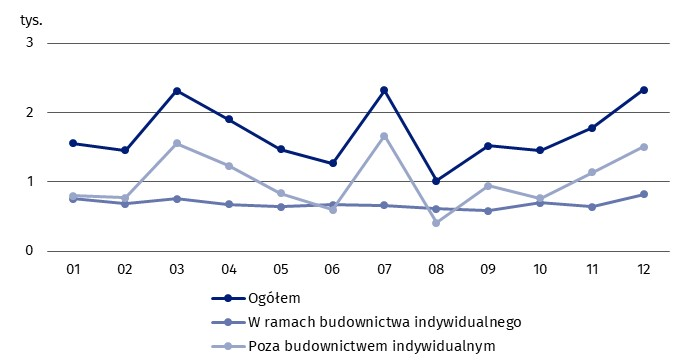 tys.
3
2
1
0
01 02 03 04 05 06 07 08 09 10 11 12
Ogółem
W ramach budownictwa indywidualnego
Poza budownictwem indywidualnym